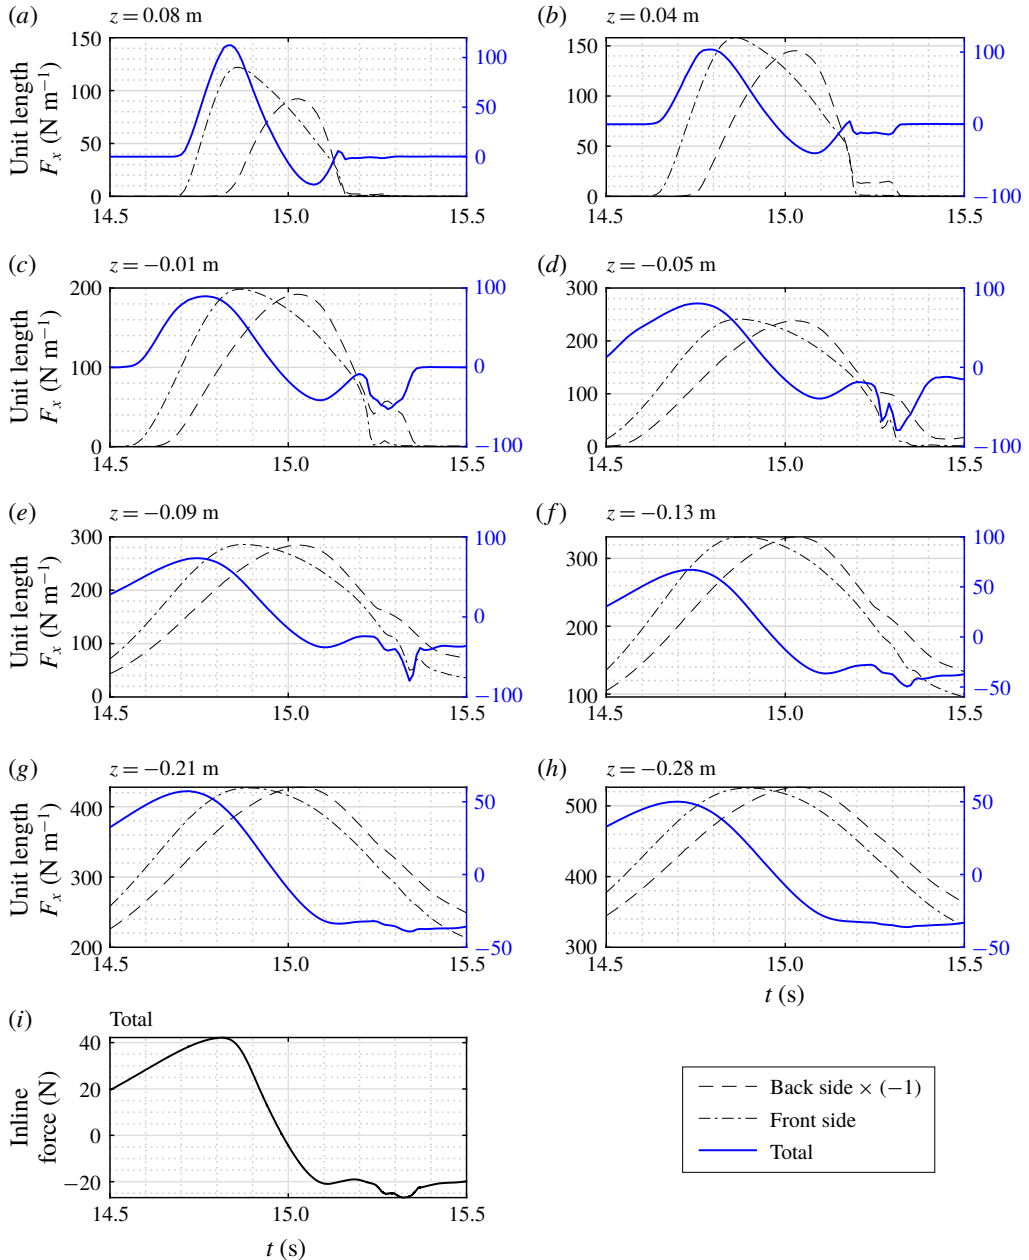 (a) z = 0.08 m
(b) z = 0.04 m
Unit length
F_x (N m⁻¹)
150
100
50
0
100
50
0
14.5 15.0 15.5
150
100
50
0
100
0
−100
14.5 15.0 15.5
(c) z = −0.01 m
(d) z = −0.05 m
Unit length
F_x (N m⁻¹)
200
100
0
100
0
−100
14.5 15.0 15.5
300
200
100
0
100
0
−100
14.5 15.0 15.5
(e) z = −0.09 m
(f) z = −0.13 m
Unit length
F_x (N m⁻¹)
300
200
100
0
100
0
−100
14.5 15.0 15.5
300
200
100
100
50
0
−50
14.5 15.0 15.5
(g) z = −0.21 m
(h) z = −0.28 m
Unit length
F_x (N m⁻¹)
400
300
200
50
0
−50
14.5 15.0 15.5
500
400
300
50
0
−50
14.5 15.0 15.5
t (s)
(i) Total
Inline
force (N)
40
20
0
−20
14.5 15.0 15.5
t (s)
Back side × (−1)
Front side
Total